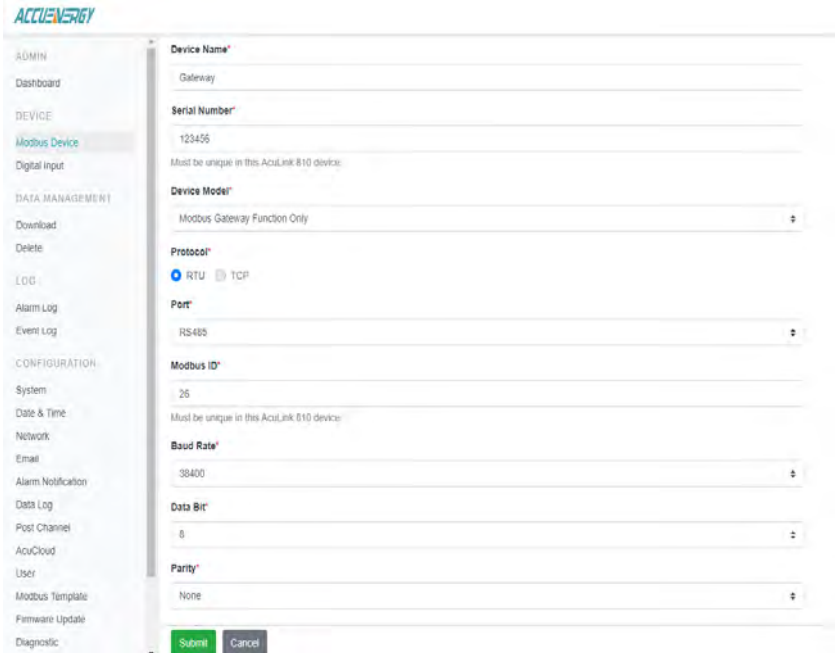 ACCUENERGY
ADMIN
Dashboard
DEVICE
Modbus Device
Digital Input
DATA MANAGEMENT
Download
Delete
LOG
Alarm Log
Event Log
CONFIGURATION
System
Date & Time
Network
Email
Alarm Notification
Data Log
Post Channel
AcuCloud
User
Modbus Template
Firmware Update
Diagnostic
Device Name*
Gateway
Serial Number*
123456
Must be unique in this AcuLink 810 device.
Device Model*
Modbus Gateway Function Only
Protocol*
RTU TCP
Port*
RS485
Modbus ID*
26
Must be unique in this AcuLink 810 device.
Baud Rate*
38400
Data Bit*
8
Parity*
None
Submit Cancel